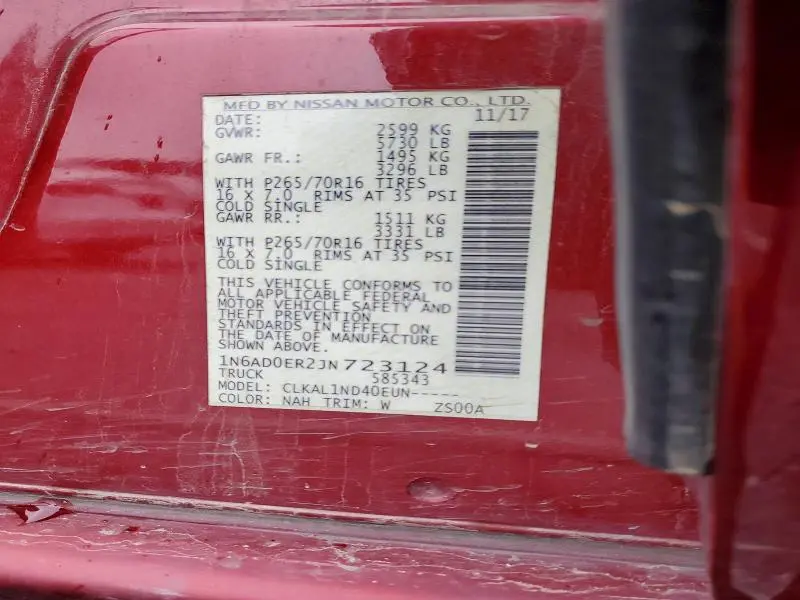 MFD BY NISSAN MOTOR CO., LTD.
DATE: 11/17
GVWR: 2599 KG
5730 LB
GAWR FR.: 1495 KG
3296 LB
WITH P265/70R16 TIRES
16 X 7.0 RIMS AT 35 PSI
COLD SINGLE
GAWR RR.: 1511 KG
3331 LB
WITH P265/70R16 TIRES
16 X 7.0 RIMS AT 35 PSI
COLD SINGLE
THIS VEHICLE CONFORMS TO
ALL APPLICABLE FEDERAL
MOTOR VEHICLE SAFETY AND
THEFT PREVENTION
STANDARDS IN EFFECT ON
THE DATE OF MANUFACTURE
SHOWN ABOVE.
1N6AD0ER2JN723124
TRUCK 585343
MODEL: CLKAL1ND40EUN-----
COLOR: NAH TRIM: W ZS00A